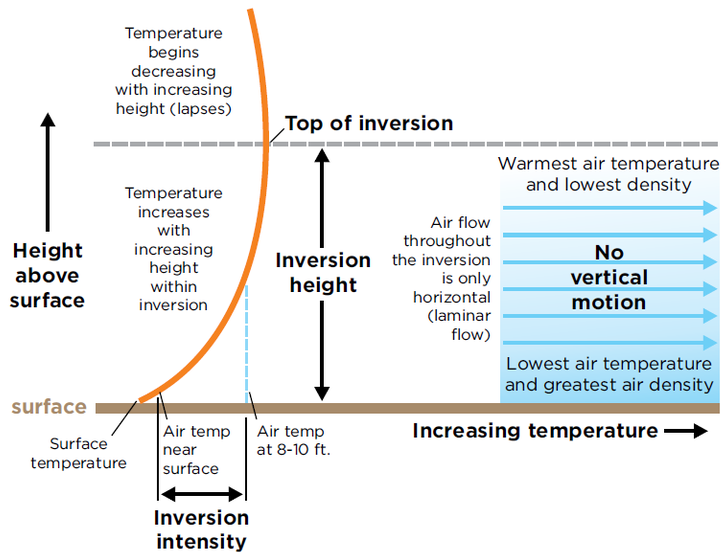 Temperature
begins
decreasing
with increasing
height (lapses)
Top of inversion
Warmest air temperature
and lowest density
Temperature
increases
with
increasing
height
within
inversion
Height
above
surface
Inversion
height
Air flow
throughout
the inversion
is only
horizontal
(laminar
flow)
No
vertical
motion
Lowest air temperature
and greatest air density
surface
Surface
temperature
Air temp
near
surface
Air temp
at 8-10 ft.
Increasing temperature
Inversion
intensity